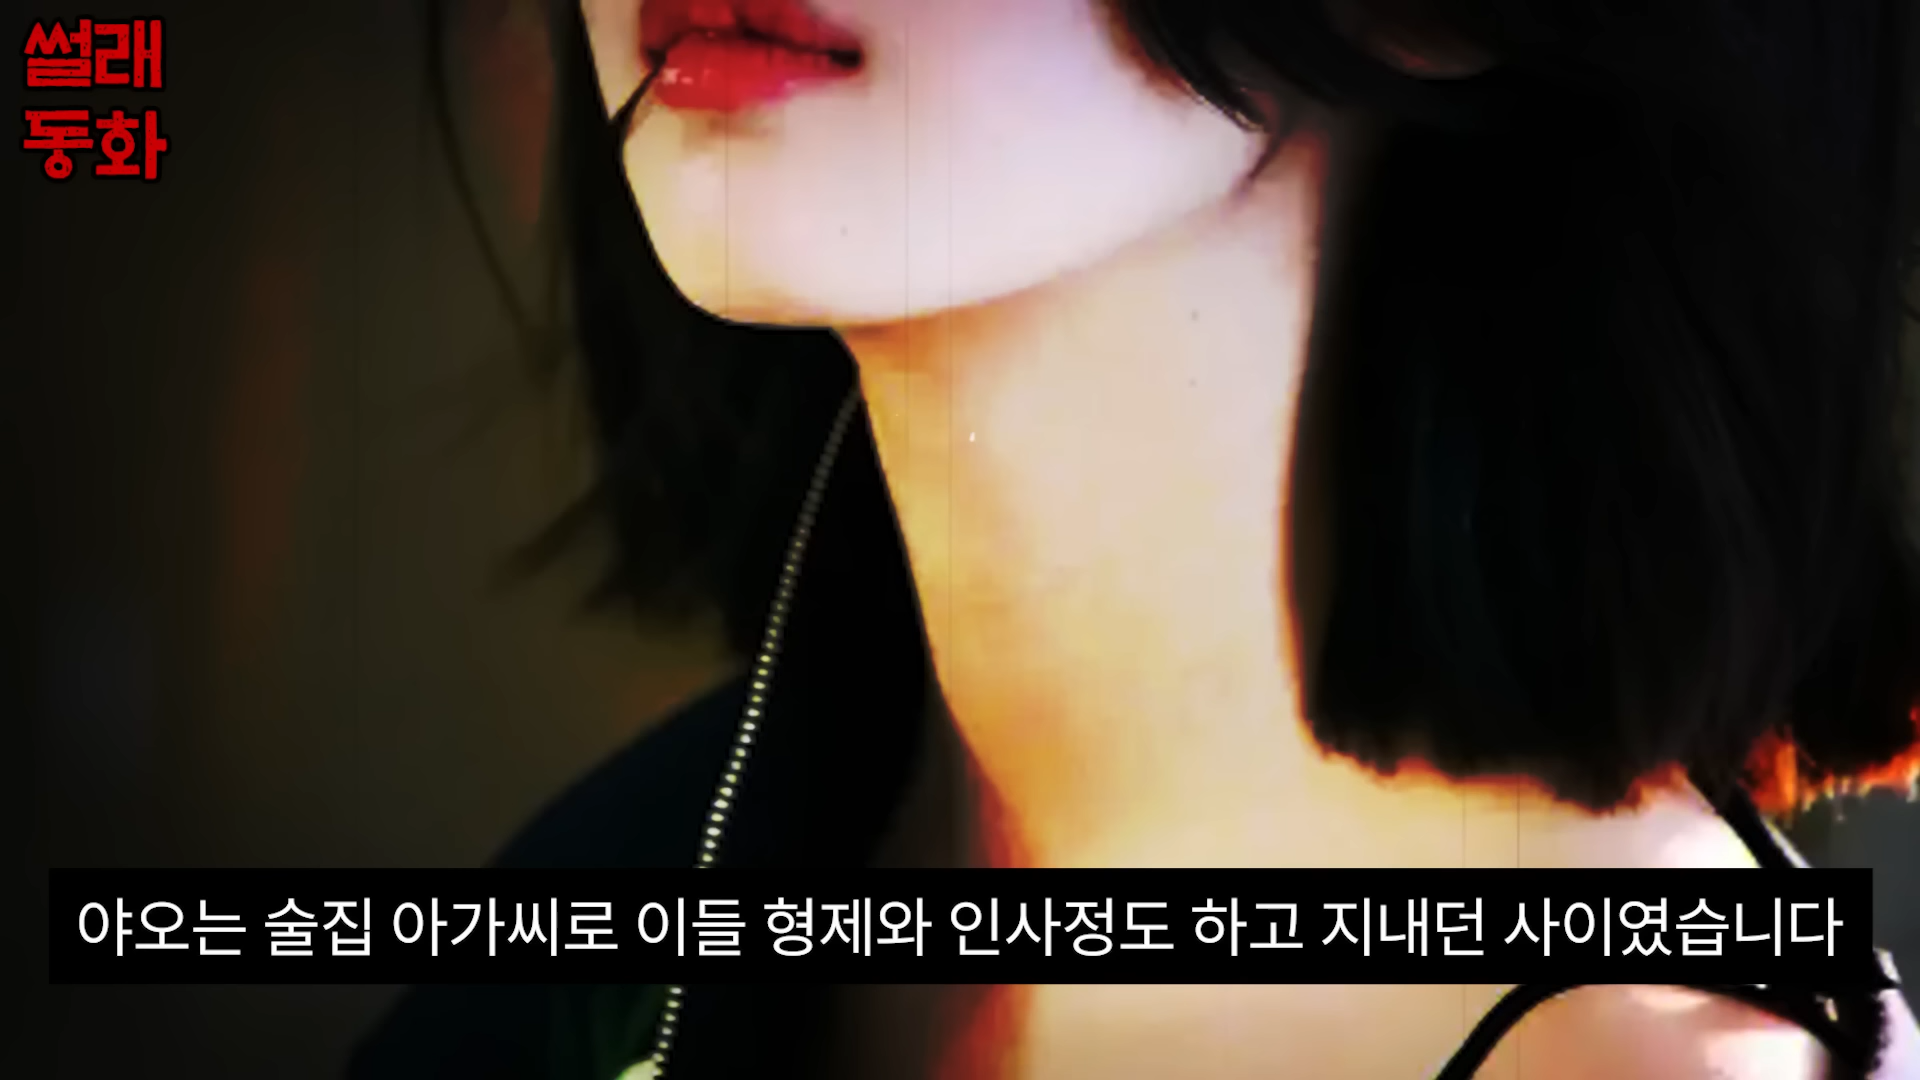 썰래
동화
야오는 술집 아가씨로 이들 형제와 인사정도 하고 지내던 사이였습니다